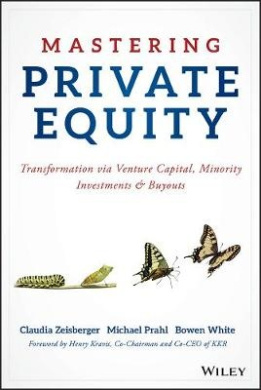 MASTERING
PRIVATE
EQUITY
Transformation via Venture Capital, Minority
Investments & Buyouts
Claudia Zeisberger Michael Prahl Bowen White
Foreword by Henry Kravis, Co-Chairman and Co-CEO of KKR
WILEY